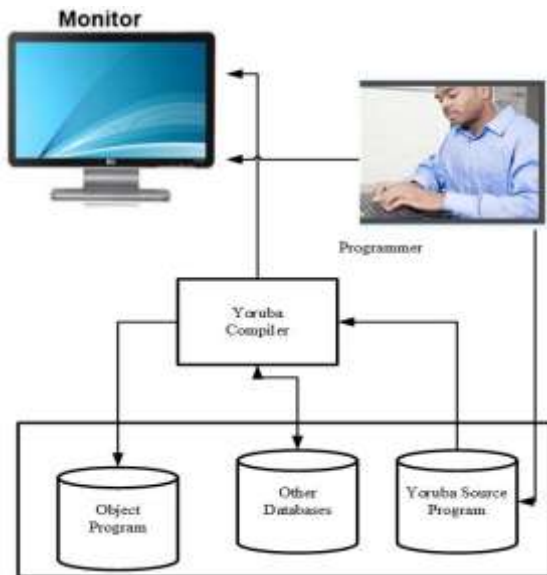 Monitor
Programmer
Yoruba
Compiler
Object
Program
Other
Databases
Yoruba Source
Program